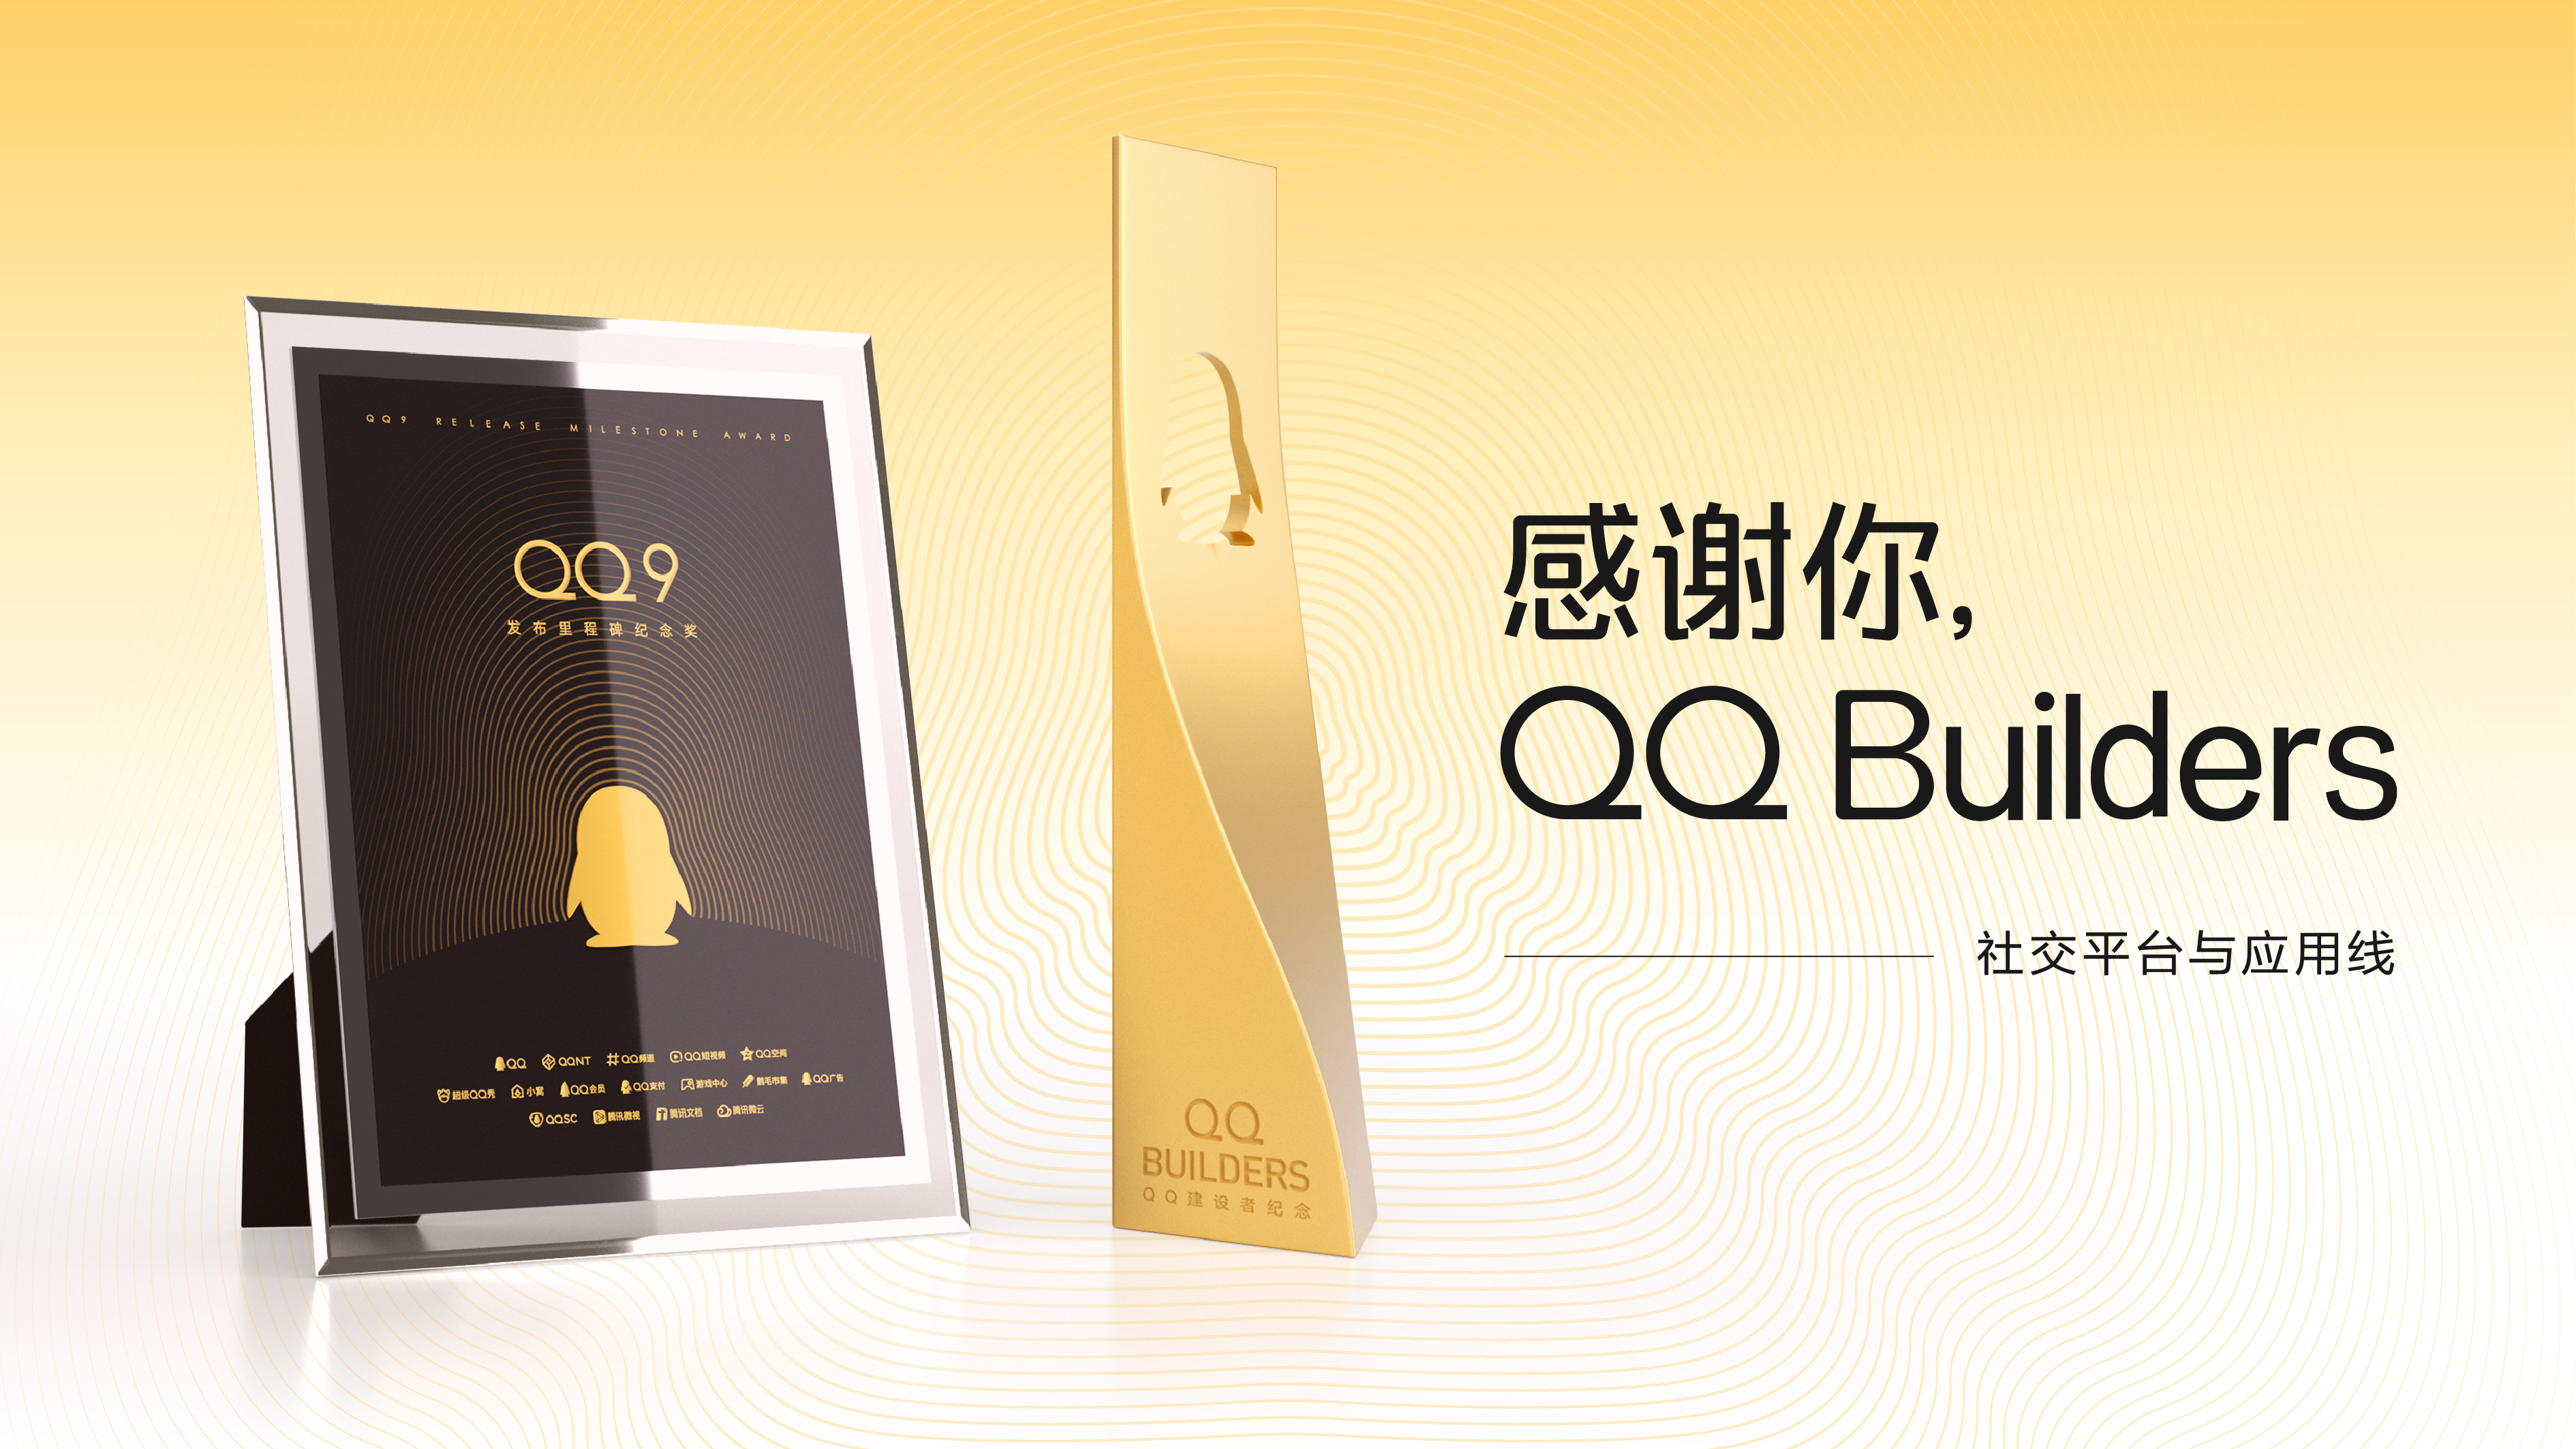 QQ9 RELEASE MILESTONE AWARD
QQ9
发布里程碑纪念奖
QQ QQNT QQ频道 QQ短视频 QQ空间
超级QQ秀 小窝 QQ会员 QQ支付 游戏中心 鹅毛市集 QQ广告
QQSC 腾讯微视 腾讯文档 腾讯微云
QQ
BUILDERS
QQ建设者纪念
感谢你,
QQ Builders
社交平台与应用线